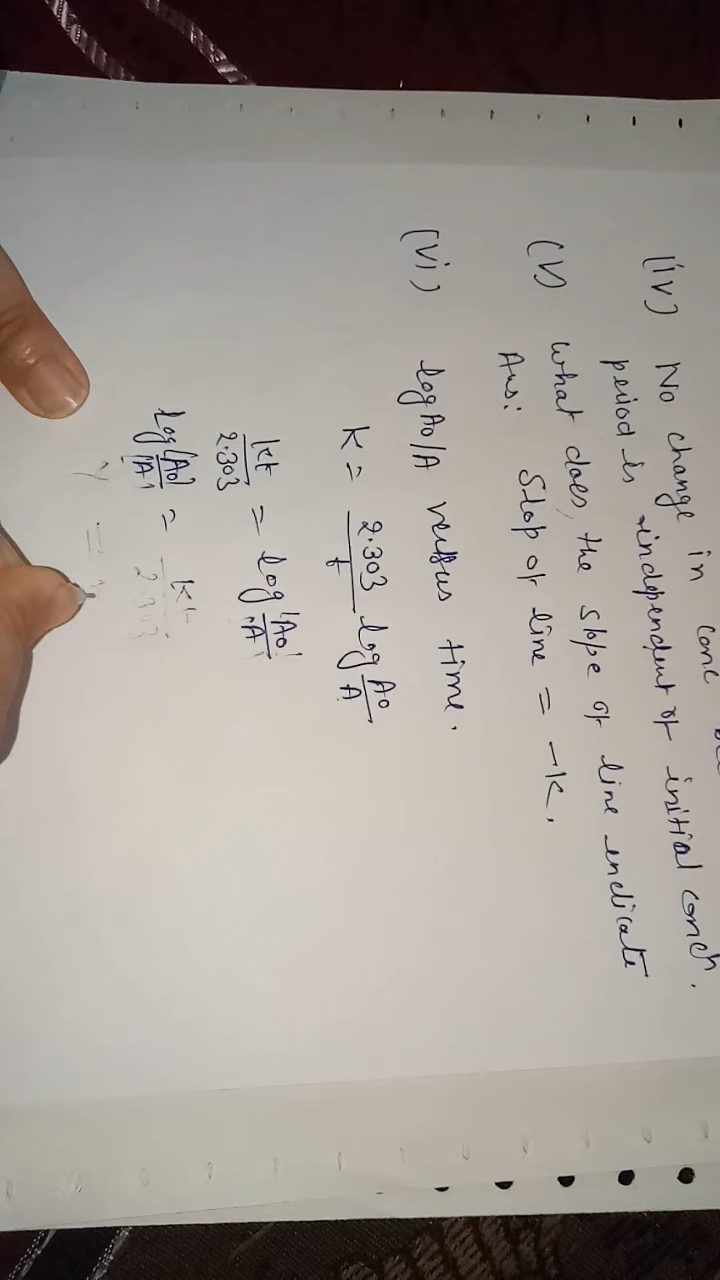 (iv) No change in conc
period is independent of initial concn.
(V) What does, the slope of line indicate
Ans: Slop of line = -K.
(Vi) log A0/A versus time.
K = 2.303/t log A0/A
Kt/2.303 = log [A0]/[A]
log [A0]/[A] = Kt/2.303
Y =